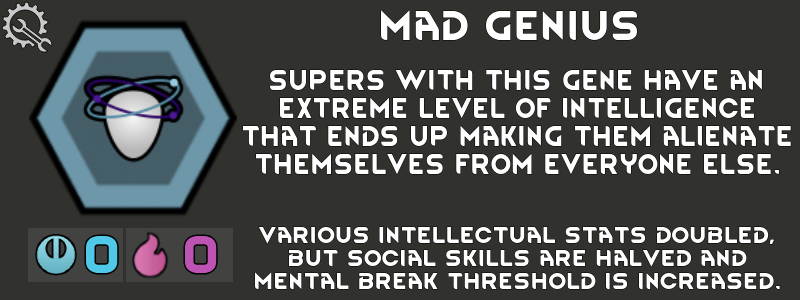 MAD GENIUS
SUPERS WITH THIS GENE HAVE AN
EXTREME LEVEL OF INTELLIGENCE
THAT ENDS UP MAKING THEM ALIENATE
THEMSELVES FROM EVERYONE ELSE.
0 0
VARIOUS INTELLECTUAL STATS DOUBLED,
BUT SOCIAL SKILLS ARE HALVED AND
MENTAL BREAK THRESHOLD IS INCREASED.